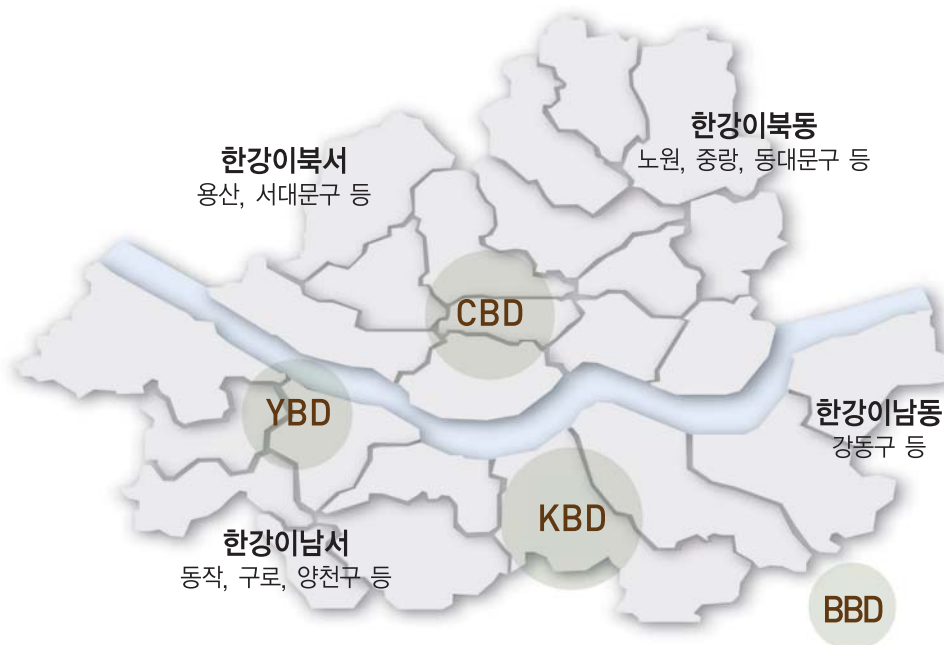 한강이북동
노원, 중랑, 동대문구 등
한강이북서
용산, 서대문구 등
CBD
YBD
한강이남동
강동구 등
KBD
한강이남서
동작, 구로, 양천구 등
BBD